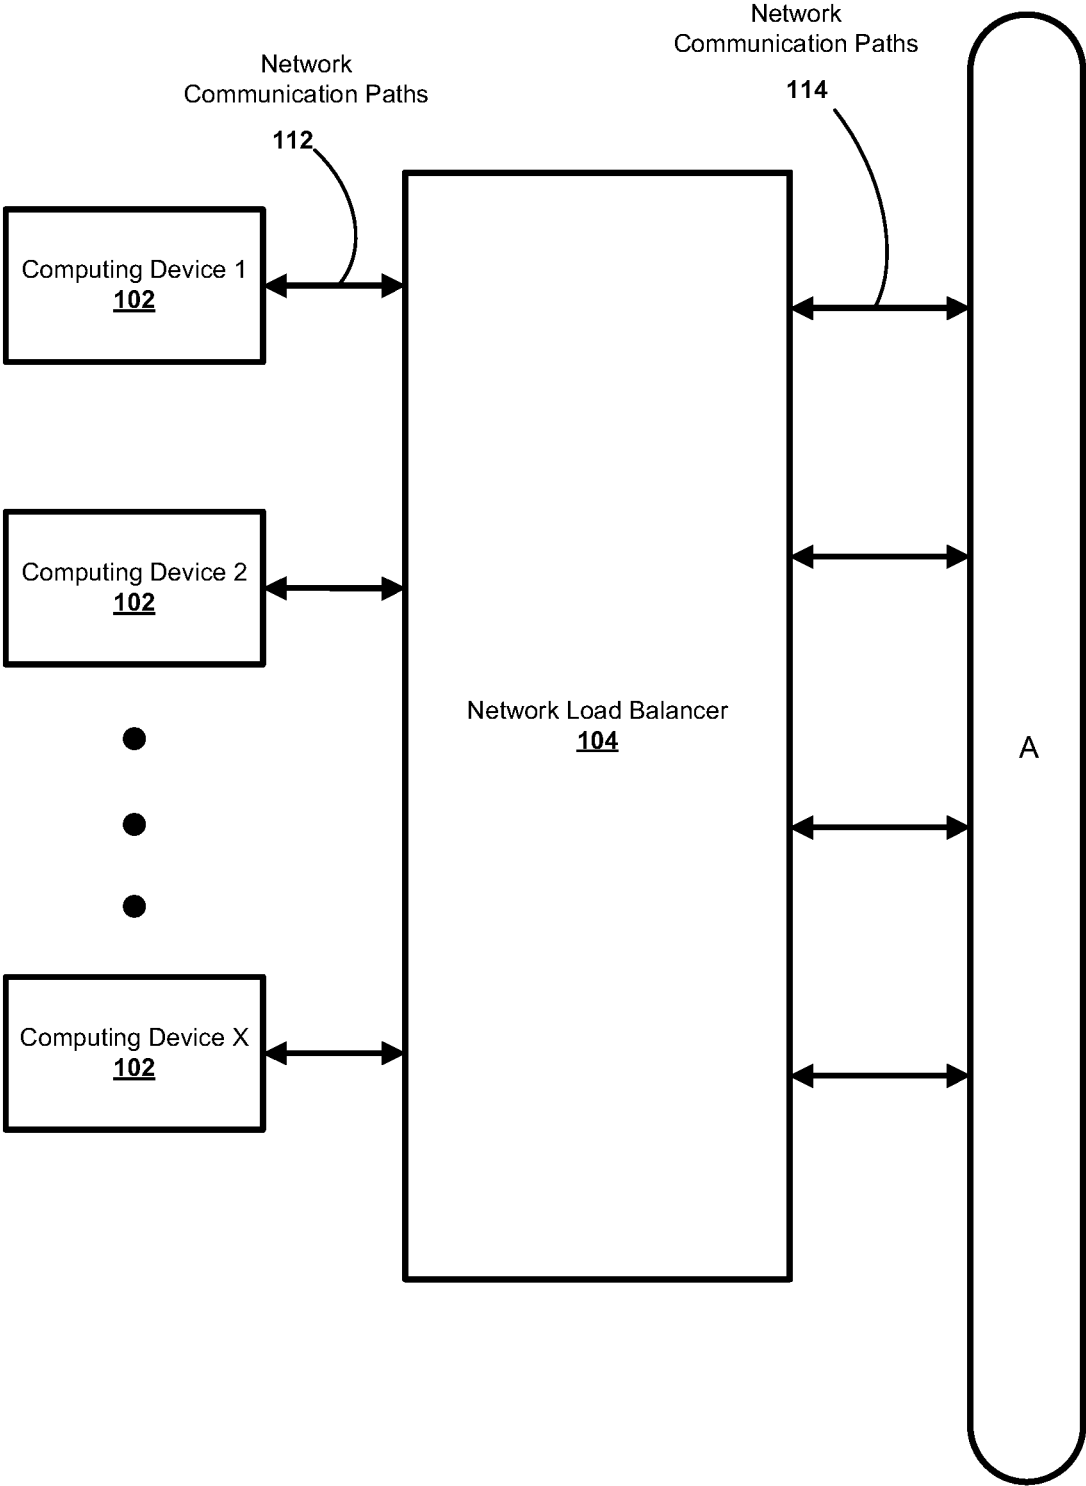 Network
Communication Paths
114
Network
Communication Paths
112
Computing Device 1
102
Computing Device 2
102
Network Load Balancer
104
A
Computing Device X
102